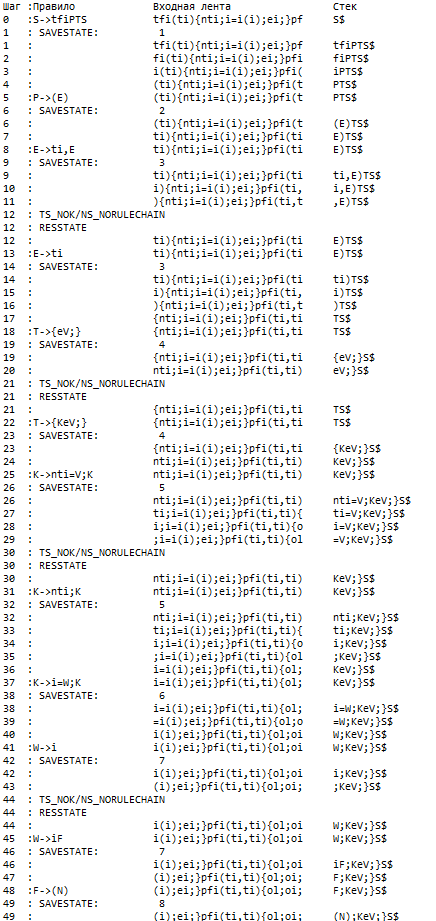 Шаг :Правило Входная лента Стек
0 :S->tfiPTS tfi(ti){nti;i=i(i);ei;}pf S$
1 : SAVESTATE: 1
1 : tfi(ti){nti;i=i(i);ei;}pf tfiPTS$
2 : fi(ti){nti;i=i(i);ei;}pfi fiPTS$
3 : i(ti){nti;i=i(i);ei;}pfi( iPTS$
4 : (ti){nti;i=i(i);ei;}pfi(t PTS$
5 :P->(E) (ti){nti;i=i(i);ei;}pfi(t PTS$
6 : SAVESTATE: 2
6 : (ti){nti;i=i(i);ei;}pfi(t (E)TS$
7 : ti){nti;i=i(i);ei;}pfi(ti E)TS$
8 :E->ti,E ti){nti;i=i(i);ei;}pfi(ti E)TS$
9 : SAVESTATE: 3
9 : ti){nti;i=i(i);ei;}pfi(ti ti,E)TS$
10 : i){nti;i=i(i);ei;}pfi(ti, i,E)TS$
11 : ){nti;i=i(i);ei;}pfi(ti,t ,E)TS$
12 : TS_NOK/NS_NORULECHAIN
12 : RESSTATE
12 : ti){nti;i=i(i);ei;}pfi(ti E)TS$
13 :E->ti ti){nti;i=i(i);ei;}pfi(ti E)TS$
14 : SAVESTATE: 3
14 : ti){nti;i=i(i);ei;}pfi(ti ti)TS$
15 : i){nti;i=i(i);ei;}pfi(ti, i)TS$
16 : ){nti;i=i(i);ei;}pfi(ti,t )TS$
17 : {nti;i=i(i);ei;}pfi(ti,ti TS$
18 :T->{eV;} {nti;i=i(i);ei;}pfi(ti,ti TS$
19 : SAVESTATE: 4
19 : {nti;i=i(i);ei;}pfi(ti,ti {eV;}S$
20 : nti;i=i(i);ei;}pfi(ti,ti) eV;}S$
21 : TS_NOK/NS_NORULECHAIN
21 : RESSTATE
21 : {nti;i=i(i);ei;}pfi(ti,ti TS$
22 :T->{KeV;} {nti;i=i(i);ei;}pfi(ti,ti TS$
23 : SAVESTATE: 4
23 : {nti;i=i(i);ei;}pfi(ti,ti {KeV;}S$
24 : nti;i=i(i);ei;}pfi(ti,ti) KeV;}S$
25 :K->nti=V;K nti;i=i(i);ei;}pfi(ti,ti) KeV;}S$
26 : SAVESTATE: 5
26 : nti;i=i(i);ei;}pfi(ti,ti) nti=V;KeV;}S$
27 : ti;i=i(i);ei;}pfi(ti,ti){ ti=V;KeV;}S$
28 : i;i=i(i);ei;}pfi(ti,ti){o i=V;KeV;}S$
29 : ;i=i(i);ei;}pfi(ti,ti){ol =V;KeV;}S$
30 : TS_NOK/NS_NORULECHAIN
30 : RESSTATE
30 : nti;i=i(i);ei;}pfi(ti,ti) KeV;}S$
31 :K->nti;K nti;i=i(i);ei;}pfi(ti,ti) KeV;}S$
32 : SAVESTATE: 5
32 : nti;i=i(i);ei;}pfi(ti,ti) nti;KeV;}S$
33 : ti;i=i(i);ei;}pfi(ti,ti){ ti;KeV;}S$
34 : i;i=i(i);ei;}pfi(ti,ti){o i;KeV;}S$
35 : ;i=i(i);ei;}pfi(ti,ti){ol ;KeV;}S$
36 : i=i(i);ei;}pfi(ti,ti){ol; KeV;}S$
37 :K->i=W;K i=i(i);ei;}pfi(ti,ti){ol; KeV;}S$
38 : SAVESTATE: 6
38 : i=i(i);ei;}pfi(ti,ti){ol; i=W;KeV;}S$
39 : =i(i);ei;}pfi(ti,ti){ol;o =W;KeV;}S$
40 : i(i);ei;}pfi(ti,ti){ol;oi W;KeV;}S$
41 :W->i i(i);ei;}pfi(ti,ti){ol;oi W;KeV;}S$
42 : SAVESTATE: 7
42 : i(i);ei;}pfi(ti,ti){ol;oi i;KeV;}S$
43 : (i);ei;}pfi(ti,ti){ol;oi; ;KeV;}S$
44 : TS_NOK/NS_NORULECHAIN
44 : RESSTATE
44 : i(i);ei;}pfi(ti,ti){ol;oi W;KeV;}S$
45 :W->iF i(i);ei;}pfi(ti,ti){ol;oi W;KeV;}S$
46 : SAVESTATE: 7
46 : i(i);ei;}pfi(ti,ti){ol;oi iF;KeV;}S$
47 : (i);ei;}pfi(ti,ti){ol;oi; F;KeV;}S$
48 :F->(N) (i);ei;}pfi(ti,ti){ol;oi; F;KeV;}S$
49 : SAVESTATE: 8
49 : (i);ei;}pfi(ti,ti){ol;oi; (N);KeV;}S$